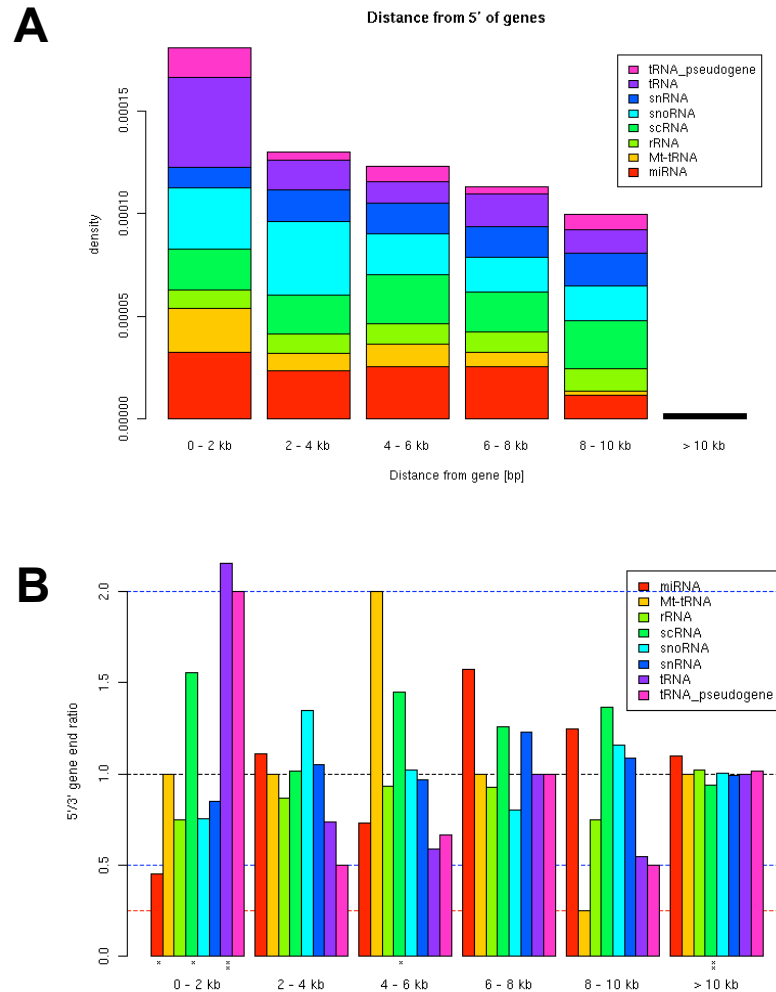 A
Distance from 5' of genes
tRNA_pseudogene
tRNA
snRNA
snoRNA
scRNA
rRNA
Mt-tRNA
miRNA
density
0.00015
0.00010
0.00005
0.00000
0 - 2 kb 2 - 4 kb 4 - 6 kb 6 - 8 kb 8 - 10 kb > 10 kb
Distance from gene [bp]
B
miRNA
Mt-tRNA
rRNA
scRNA
snoRNA
snRNA
tRNA
tRNA_pseudogene
5'/3' gene end ratio
2.0
1.5
1.0
0.5
0.0
0 - 2 kb 2 - 4 kb 4 - 6 kb 6 - 8 kb 8 - 10 kb > 10 kb